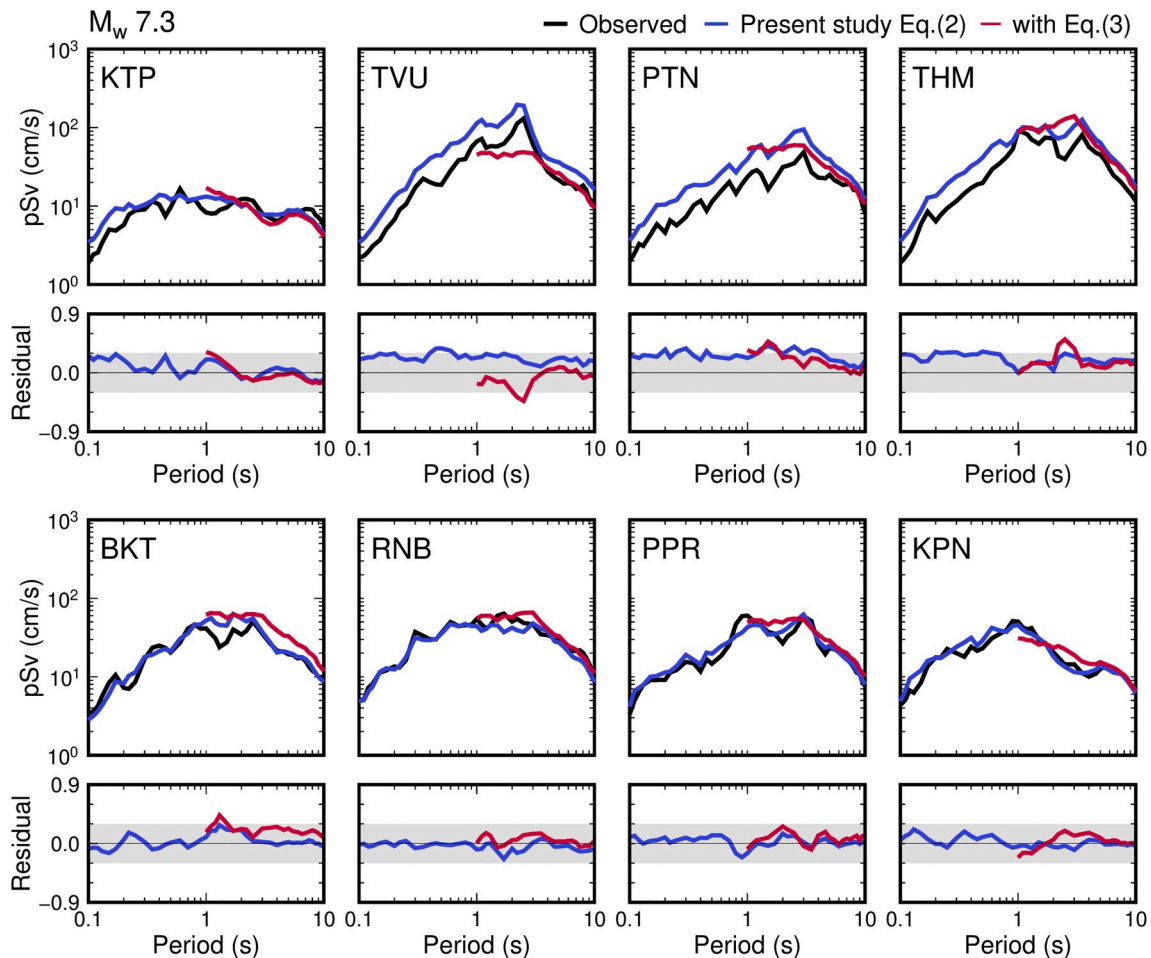 M_w 7.3
Observed Present study Eq.(2) with Eq.(3)
10³
10²
10¹
10⁰
pSv (cm/s)
KTP
TVU
PTN
THM
0.9
0.0
−0.9
Residual
0.1 1 10
0.1 1 10
0.1 1 10
0.1 1 10
Period (s)
Period (s)
Period (s)
Period (s)
10³
10²
10¹
10⁰
pSv (cm/s)
BKT
RNB
PPR
KPN
0.9
0.0
−0.9
Residual
0.1 1 10
0.1 1 10
0.1 1 10
0.1 1 10
Period (s)
Period (s)
Period (s)
Period (s)